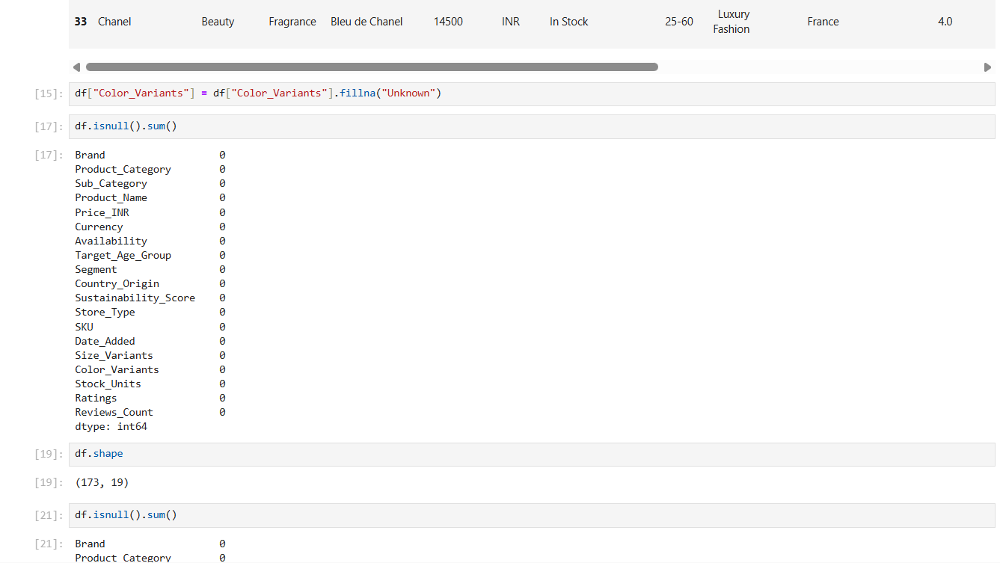 33 Chanel Beauty Fragrance Bleu de Chanel 14500 INR In Stock 25-60 Luxury Fashion France 4.0
[15]: df["Color_Variants"] = df["Color_Variants"].fillna("Unknown")
[17]: df.isnull().sum()
[17]: Brand 0
Product_Category 0
Sub_Category 0
Product_Name 0
Price_INR 0
Currency 0
Availability 0
Target_Age_Group 0
Segment 0
Country_Origin 0
Sustainability_Score 0
Store_Type 0
SKU 0
Date_Added 0
Size_Variants 0
Color_Variants 0
Stock_Units 0
Ratings 0
Reviews_Count 0
dtype: int64
[19]: df.shape
[19]: (173, 19)
[21]: df.isnull().sum()
[21]: Brand 0
Product_Category 0